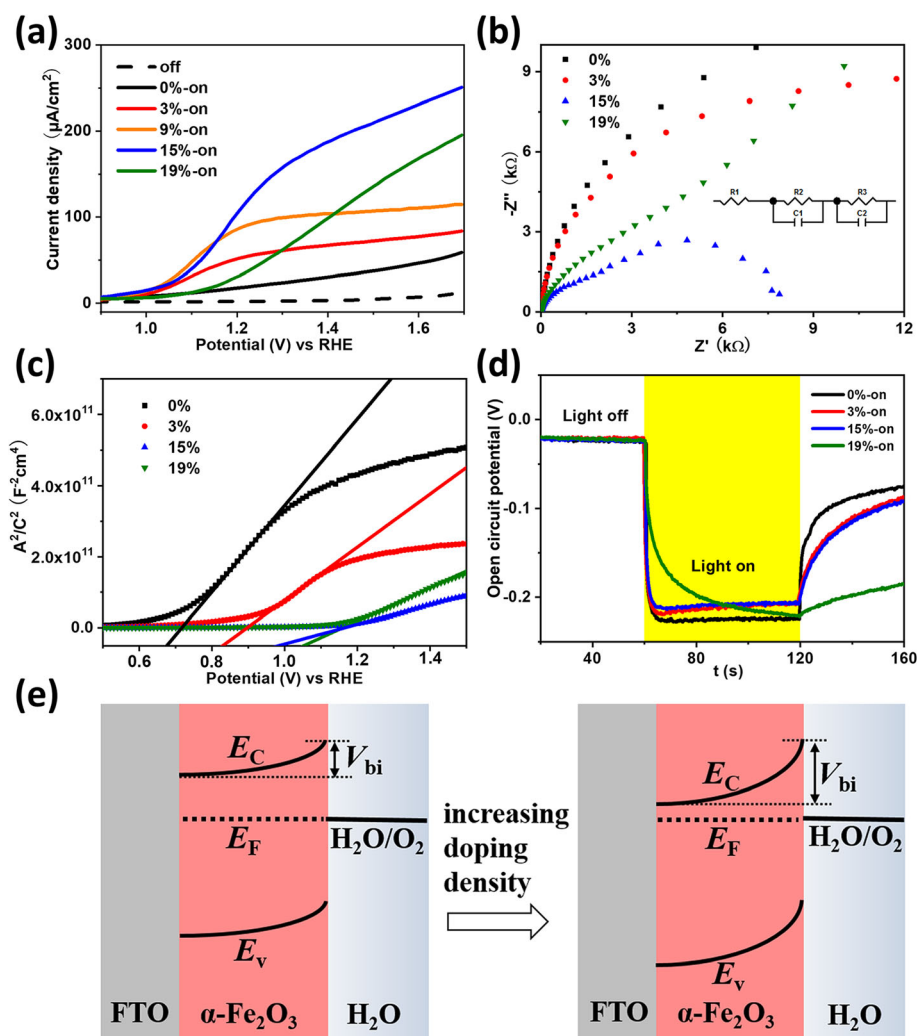 (a)
300
200
100
0
Current density (μA/cm²)
off
0%-on
3%-on
9%-on
15%-on
19%-on
1.0 1.2 1.4 1.6
Potential (V) vs RHE
(b)
9
6
3
0
-Z'' (kΩ)
0%
3%
15%
19%
R1 R2 R3
C1 C2
0 3 6 9 12
Z' (kΩ)
(c)
6.0x10¹¹
4.0x10¹¹
2.0x10¹¹
0.0
A²/C² (F⁻²cm⁴)
0%
3%
15%
19%
0.6 0.8 1.0 1.2 1.4
Potential (V) vs RHE
(d)
0.0
-0.1
-0.2
Open circuit potential (V)
Light off
Light on
0%-on
3%-on
15%-on
19%-on
40 80 120 160
t (s)
(e)
E_C
V_bi
E_F
H₂O/O₂
E_v
FTO
α-Fe₂O₃
H₂O
increasing
doping
density
E_C
V_bi
E_F
H₂O/O₂
E_v
FTO
α-Fe₂O₃
H₂O